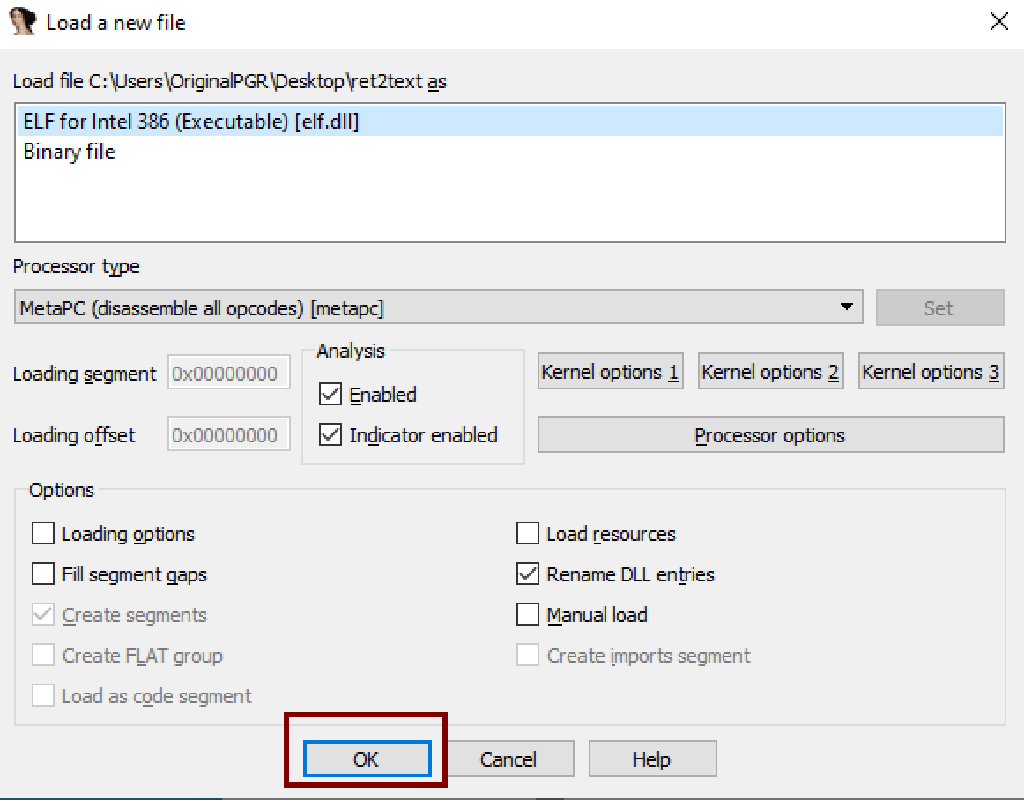 Load a new file
Load file C:\Users\OriginalPGR\Desktop\ret2text as
ELF for Intel 386 (Executable) [elf.dll]
Binary file
Processor type
MetaPC (disassemble all opcodes) [metapc]
Set
Loading segment 0x00000000
Loading offset 0x00000000
Analysis
Enabled
Indicator enabled
Kernel options 1 Kernel options 2 Kernel options 3
Processor options
Options
Loading options
Fill segment gaps
Create segments
Create FLAT group
Load as code segment
Load resources
Rename DLL entries
Manual load
Create imports segment
OK Cancel Help